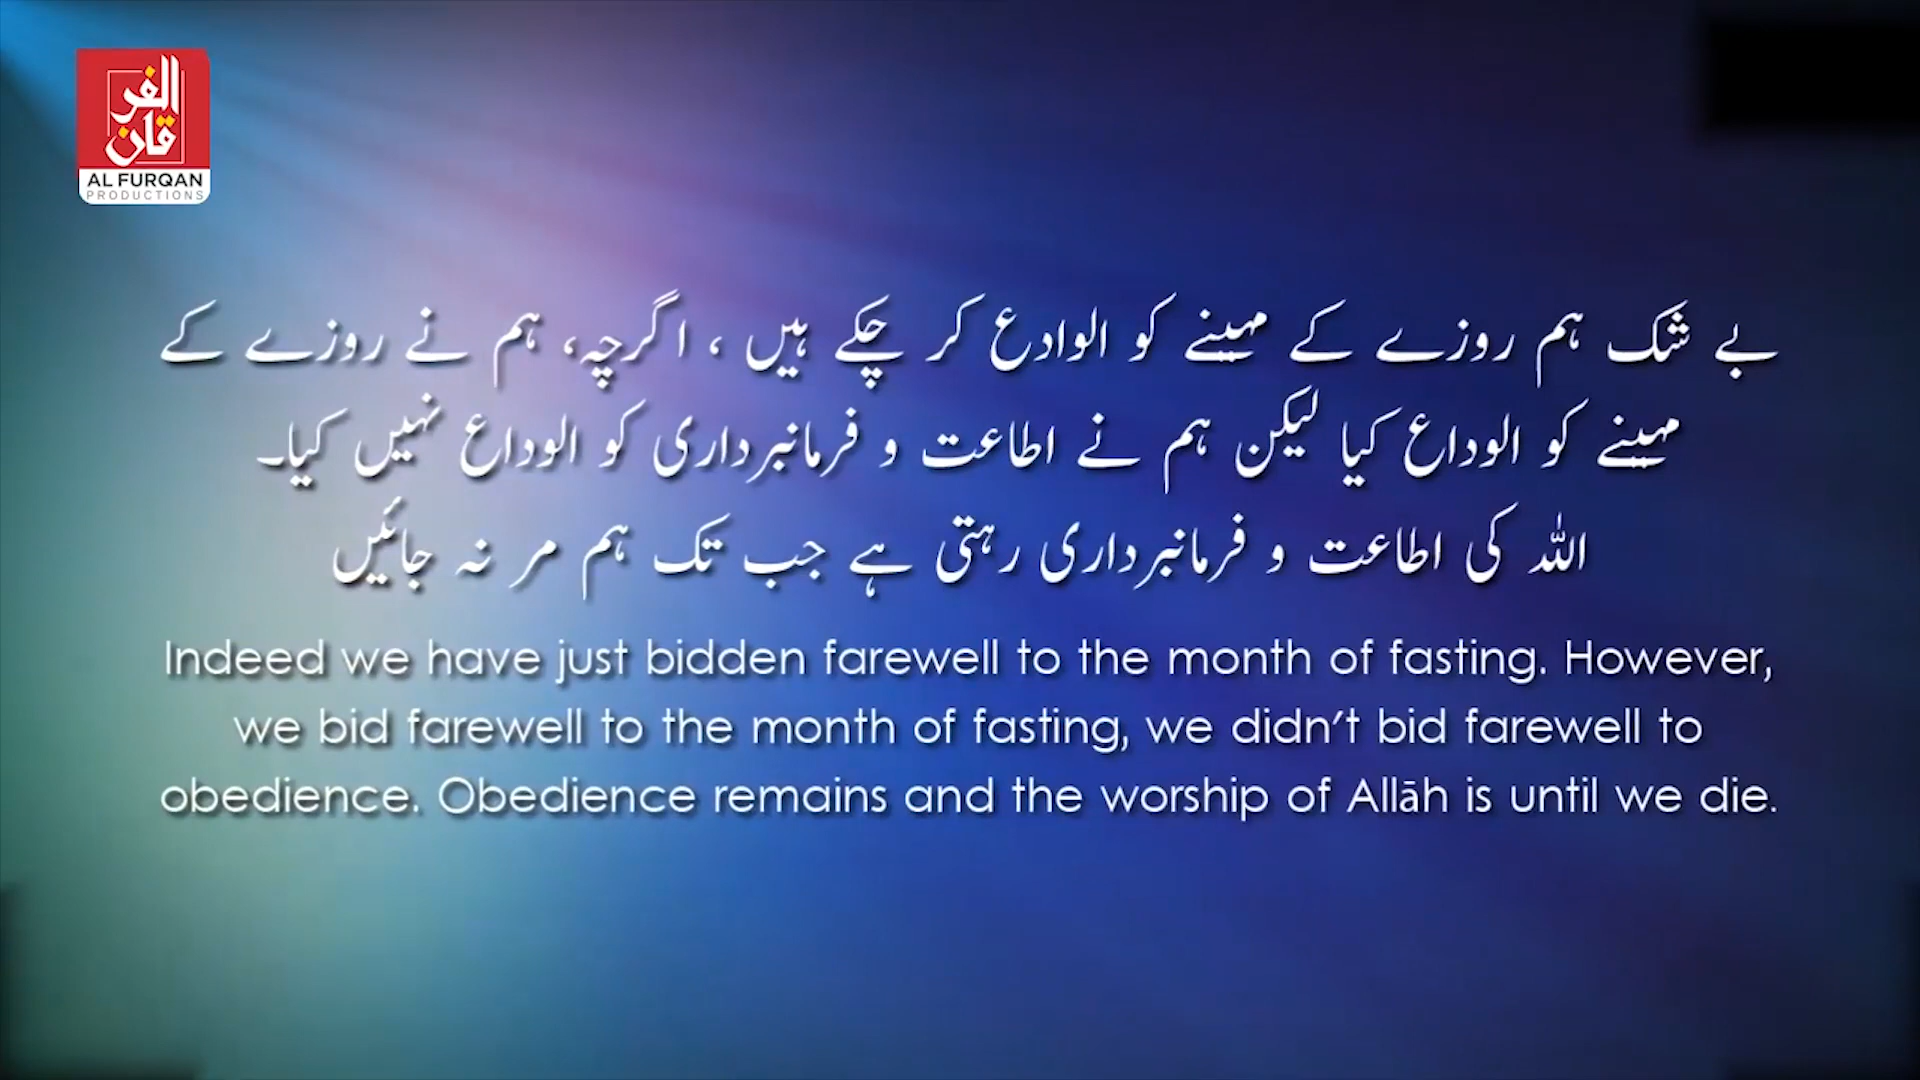 الفر
قان
AL FURQAN
PRODUCTIONS
بے شک ہم روزے کے مہینے کو الوادع کر چکے ہیں ، اگرچہ، ہم نے روزے کے
مہینے کو الوداع کیا لیکن ہم نے اطاعت و فرمانبرداری کو الوداع نہیں کیا۔
اللہ کی اطاعت و فرمانبرداری رہتی ہے جب تک ہم مر نہ جائیں
Indeed we have just bidden farewell to the month of fasting. However,
we bid farewell to the month of fasting, we didn't bid farewell to
obedience. Obedience remains and the worship of Allāh is until we die.